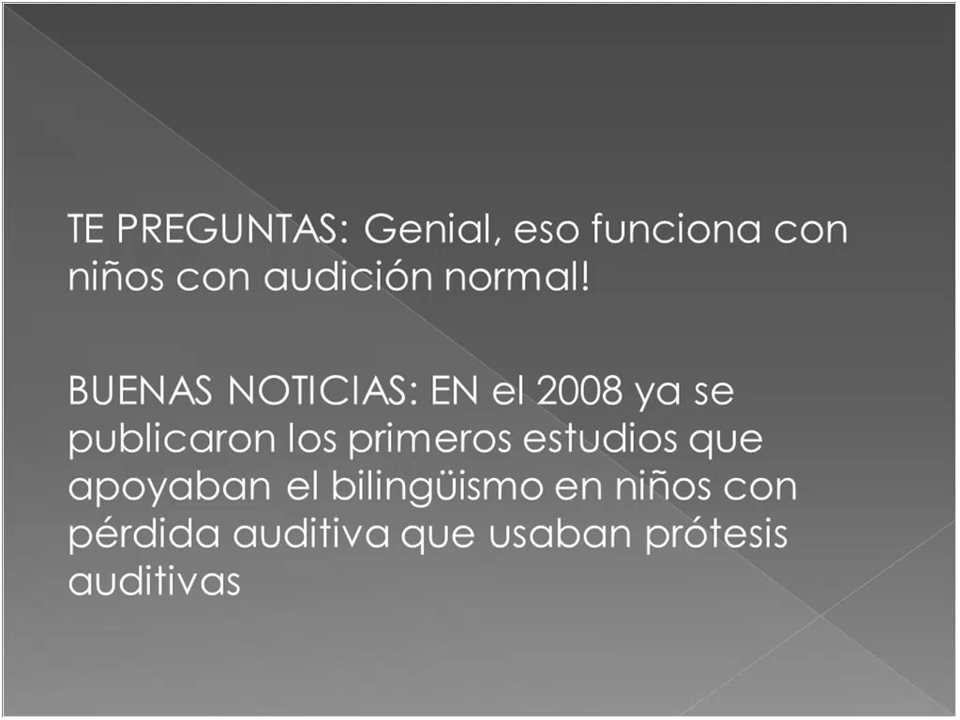 TE PREGUNTAS: Genial, eso funciona con
niños con audición normal!
BUENAS NOTICIAS: EN el 2008 ya se
publicaron los primeros estudios que
apoyaban el bilingüismo en niños con
pérdida auditiva que usaban prótesis
auditivas